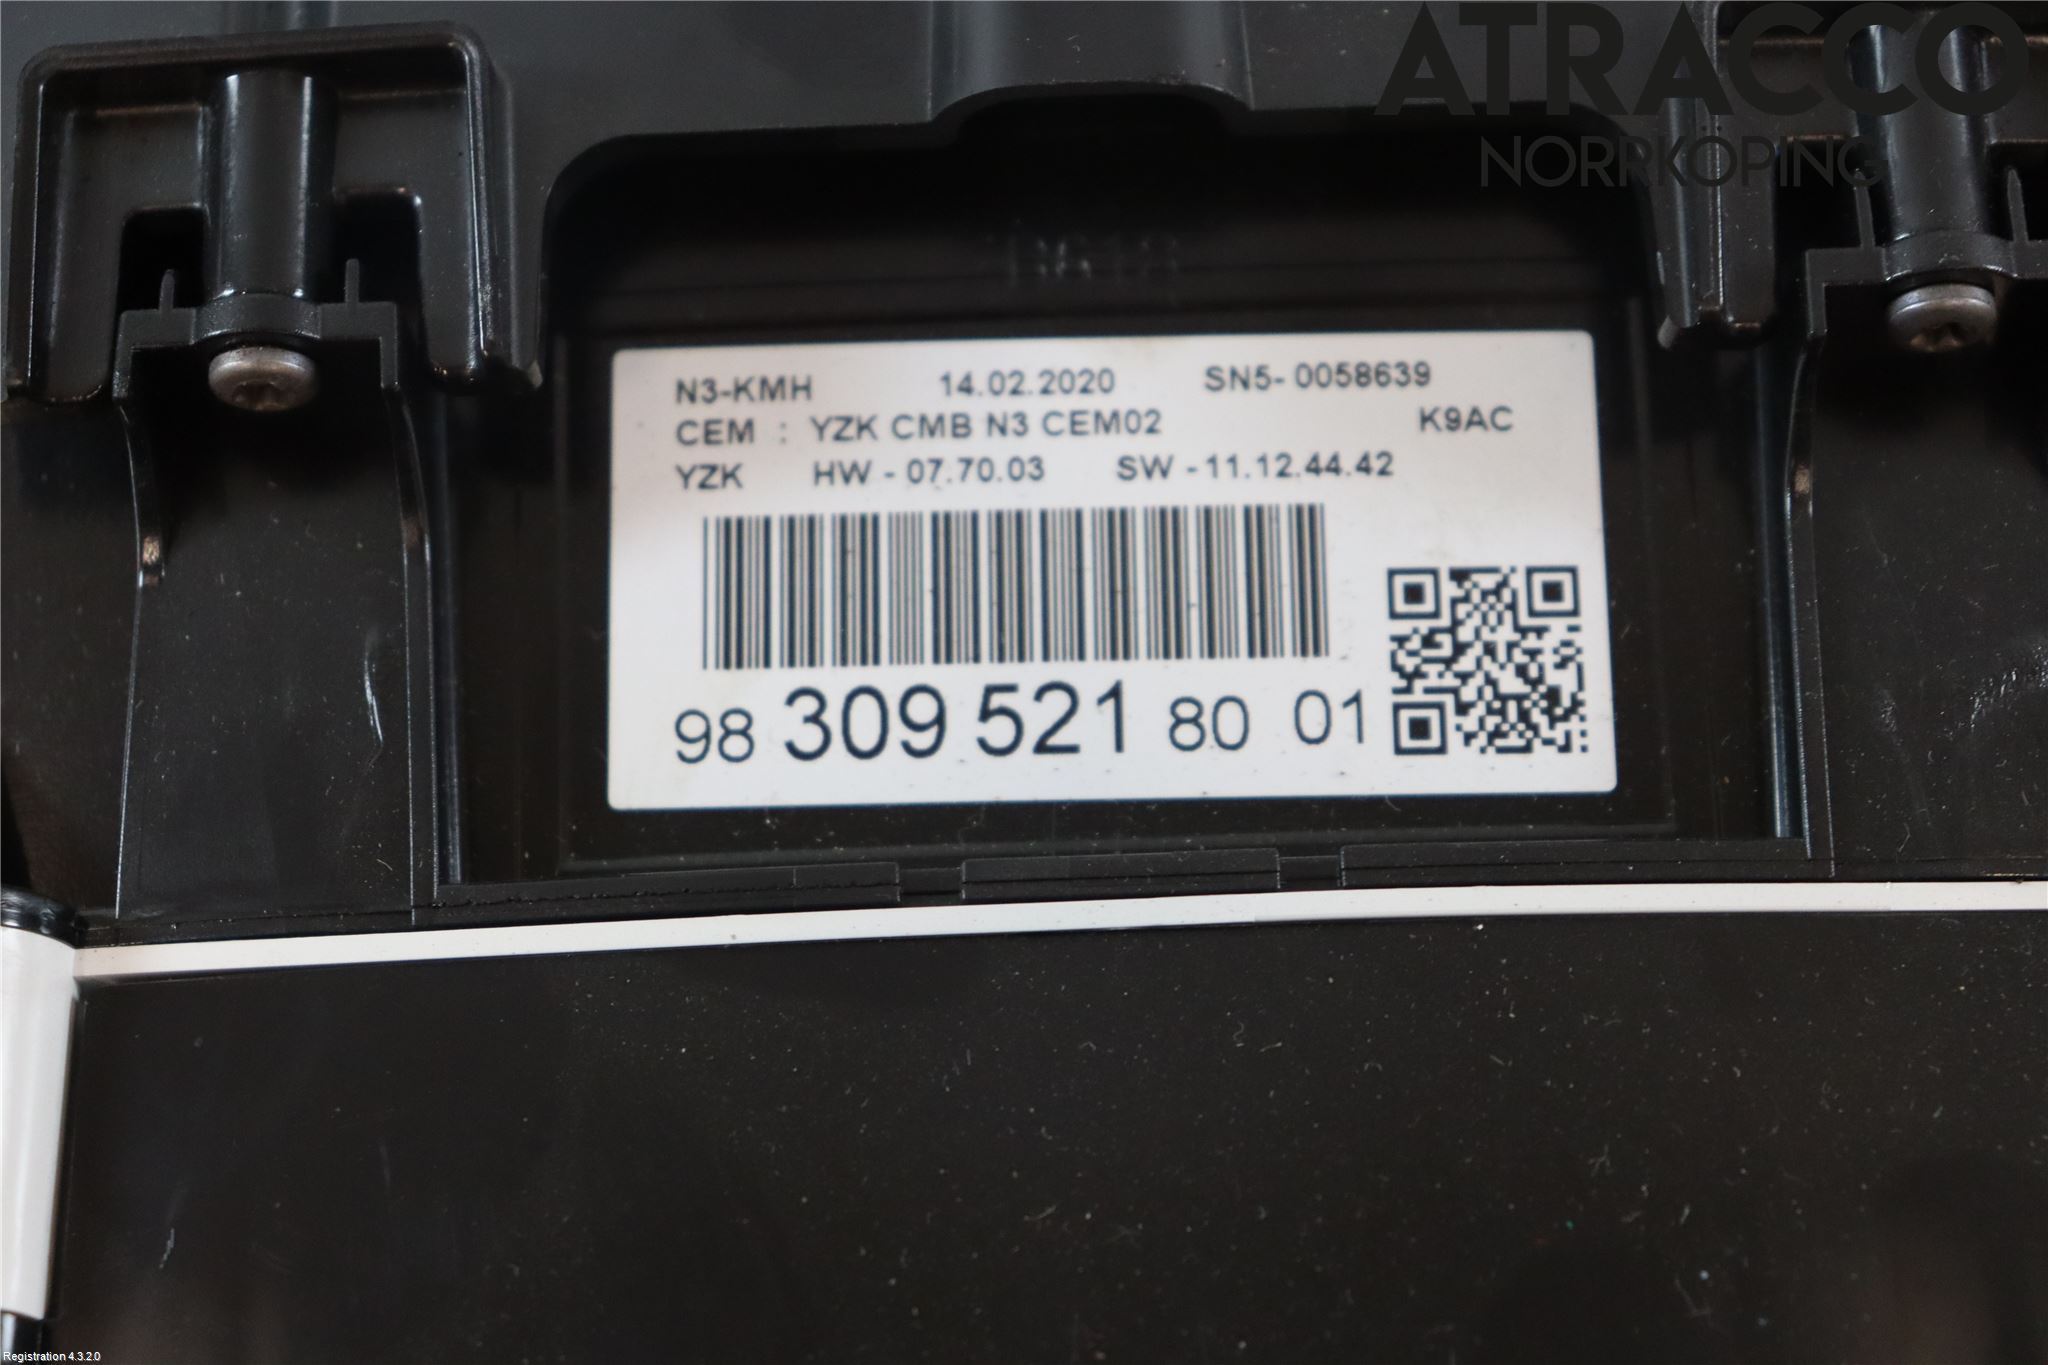 ATRACCO
NORRKÖPING
N3-KMH 14.02.2020 SN5- 0058639
CEM : YZK CMB N3 CEM02 K9AC
YZK HW - 07.70.03 SW - 11.12.44.42
98 309 521 80 01
Registration 4.3.2.0